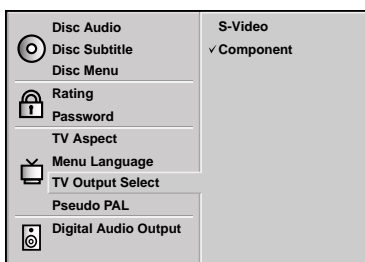 Disc Audio
Disc Subtitle
Disc Menu
Rating
Password
TV Aspect
Menu Language
TV Output Select
Pseudo PAL
Digital Audio Output
S-Video
✓Component